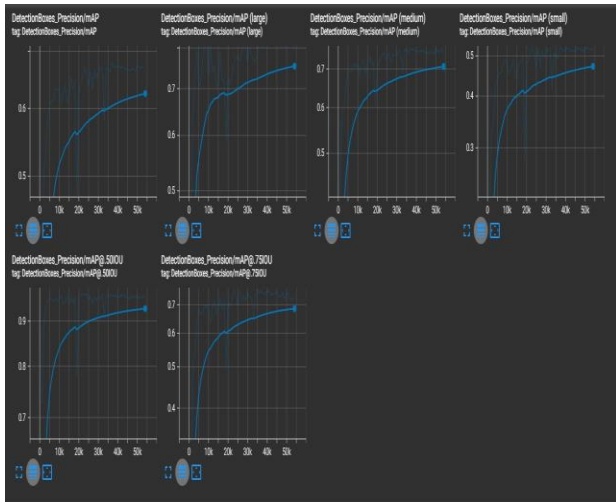 DetectionBoxes_Precision/mAP
tag: DetectionBoxes_Precision/mAP
0.6
0.5
0 10k 20k 30k 40k 50k
DetectionBoxes_Precision/mAP (large)
tag: DetectionBoxes_Precision/mAP (large)
0.7
0.6
0.5
0 10k 20k 30k 40k 50k
DetectionBoxes_Precision/mAP (medium)
tag: DetectionBoxes_Precision/mAP (medium)
0.7
0.6
0.5
0 10k 20k 30k 40k 50k
DetectionBoxes_Precision/mAP (small)
tag: DetectionBoxes_Precision/mAP (small)
0.5
0.4
0.3
0 10k 20k 30k 40k 50k
DetectionBoxes_Precision/mAP@.50IOU
tag: DetectionBoxes_Precision/mAP@.50IOU
0.9
0.8
0.7
0 10k 20k 30k 40k 50k
DetectionBoxes_Precision/mAP@.75IOU
tag: DetectionBoxes_Precision/mAP@.75IOU
0.7
0.6
0.5
0.4
0 10k 20k 30k 40k 50k